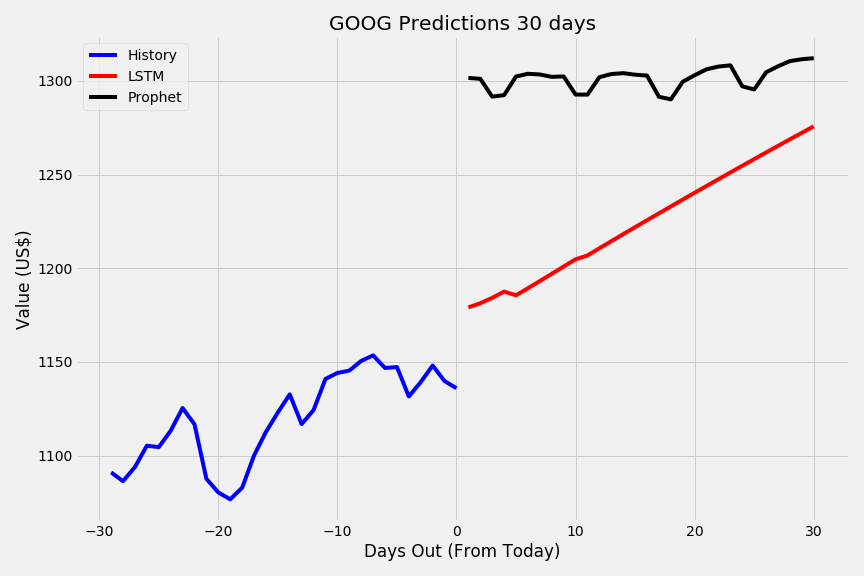 GOOG Predictions 30 days
History
LSTM
Prophet
1300
1250
1200
1150
1100
Value (US$)
−30 −20 −10 0 10 20 30
Days Out (From Today)